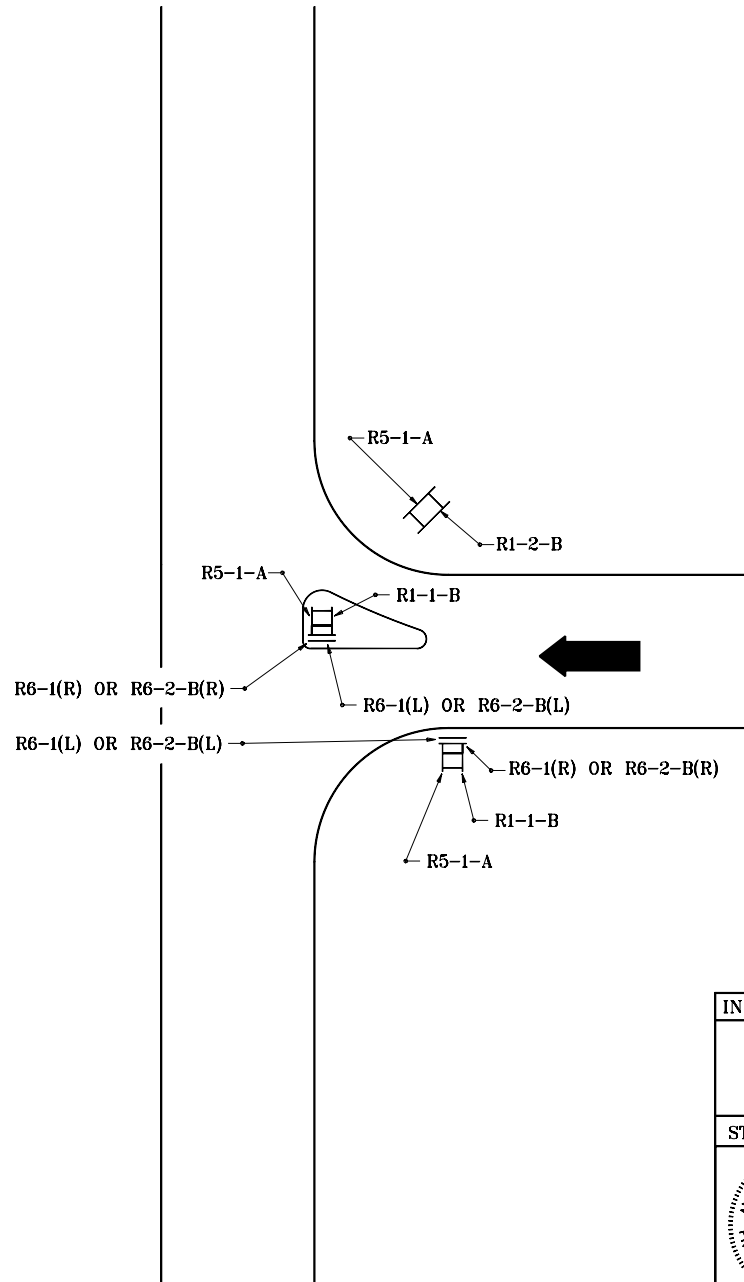 R5-1-A
R1-2-B
R5-1-A
R1-1-B
R6-1(R) OR R6-2-B(R)
R6-1(L) OR R6-2-B(L)
R6-1(L) OR R6-2-B(L)
R6-1(R) OR R6-2-B(R)
R1-1-B
R5-1-A
IN
ST